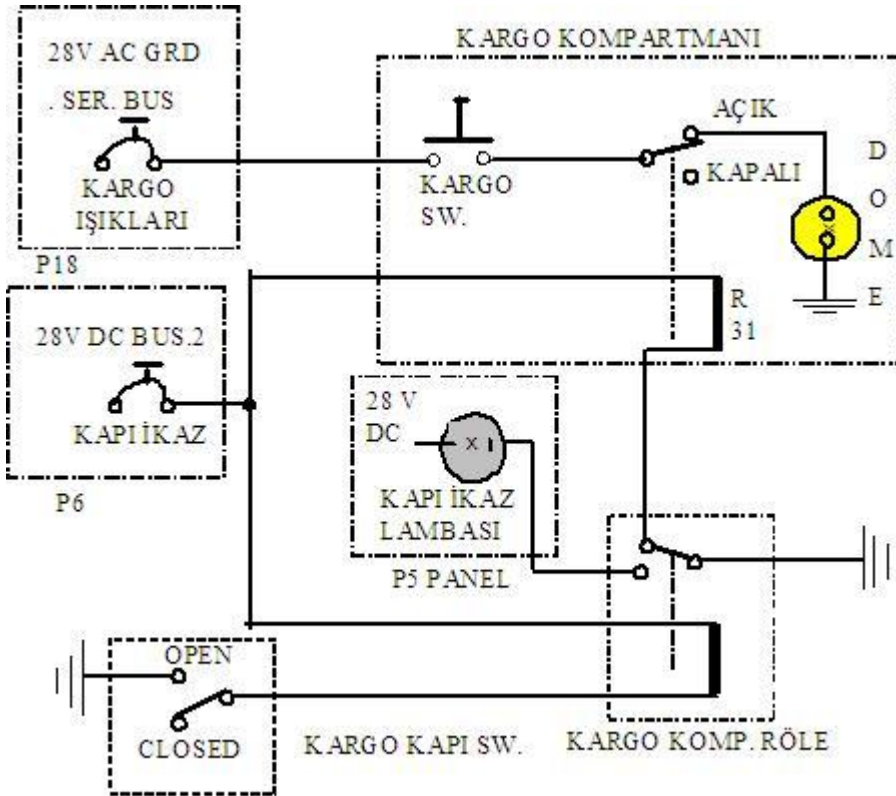 28V AC GRD
. SER. BUS
KARGO
IŞIKLARI
P18
KARGO KOMPARTMANI
KARGO
SW.
AÇIK
KAPALI
D
O
M
E
R
31
28V DC BUS.2
KAPI İKAZ
P6
28 V
DC
KAPI İKAZ
LAMBASI
P5 PANEL
OPEN
CLOSED
KARGO KAPI SW.
KARGO KOMP. RÖLE